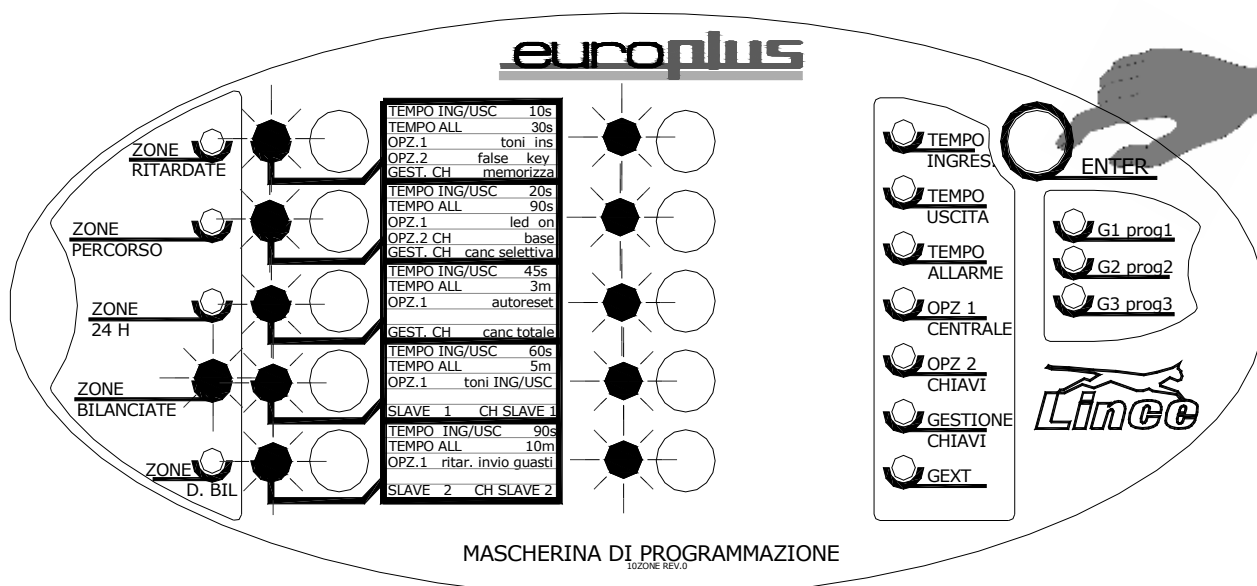 europlus
ZONE
RITARDATE
ZONE
PERCORSO
ZONE
24 H
ZONE
BILANCIATE
ZONE
D. BIL
TEMPO ING/USC 10s
TEMPO ALL 30s
OPZ.1 toni ins
OPZ.2 false key
GEST. CH memorizza
TEMPO ING/USC 20s
TEMPO ALL 90s
OPZ.1 led on
OPZ.2 CH base
GEST. CH canc selettiva
TEMPO ING/USC 45s
TEMPO ALL 3m
OPZ.1 autoreset
GEST. CH canc totale
TEMPO ING/USC 60s
TEMPO ALL 5m
OPZ.1 toni ING/USC
SLAVE 1 CH SLAVE 1
TEMPO ING/USC 90s
TEMPO ALL 10m
OPZ.1 ritar. invio guasti
SLAVE 2 CH SLAVE 2
TEMPO
INGRES.
TEMPO
USCITA
TEMPO
ALLARME
OPZ 1
CENTRALE
OPZ 2
CHIAVI
GESTIONE
CHIAVI
GEXT
ENTER
G1 prog1
G2 prog2
G3 prog3
Lince
MASCHERINA DI PROGRAMMAZIONE
10ZONE REV.0